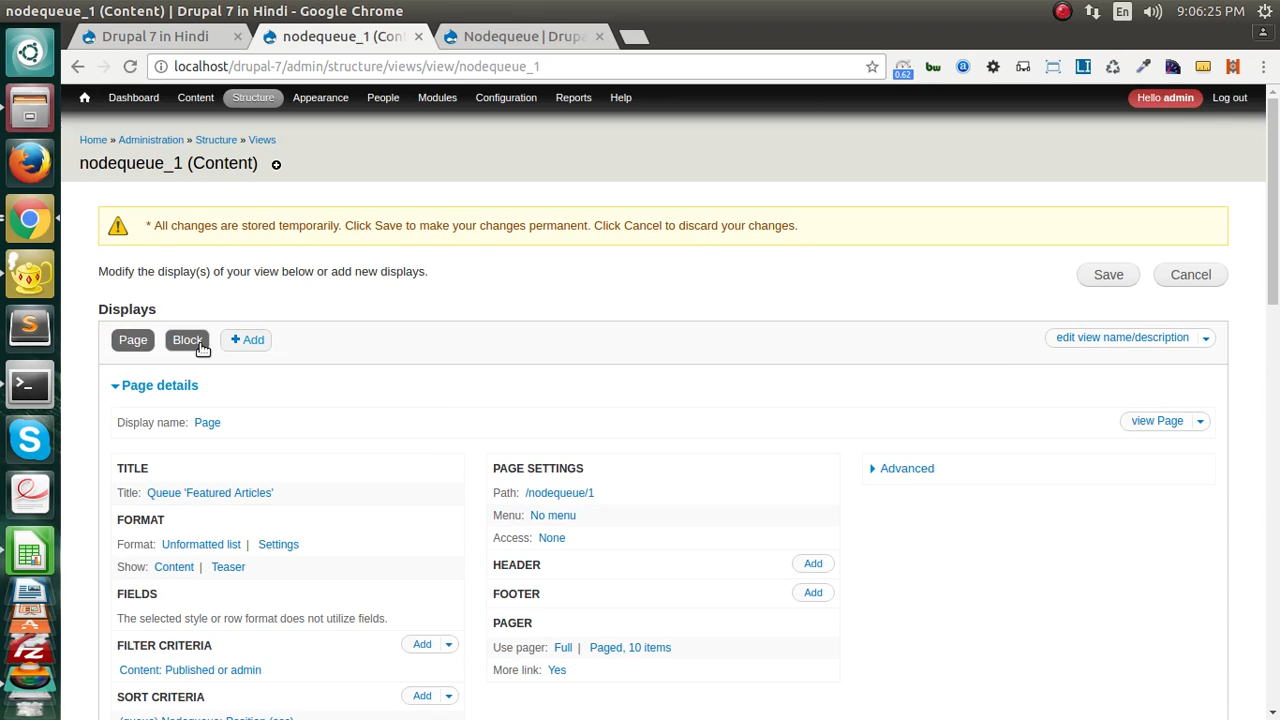 nodequeue_1 (Content) | Drupal 7 in Hindi - Google Chrome
En
9:06:25 PM
Drupal 7 in Hindi
nodequeue_1 (Con
Nodequeue | Drupa
localhost/drupal-7/admin/structure/views/view/nodequeue_1
0.62
bw
Home
Dashboard
Content
Structure
Appearance
People
Modules
Configuration
Reports
Help
Hello admin
Log out
Home » Administration » Structure » Views
nodequeue_1 (Content)
* All changes are stored temporarily. Click Save to make your changes permanent. Click Cancel to discard your changes.
Modify the display(s) of your view below or add new displays.
Save
Cancel
Displays
Page
Block
Add
edit view name/description
Page details
Display name: Page
view Page
TITLE
Title: Queue 'Featured Articles'
FORMAT
Format: Unformatted list | Settings
Show: Content | Teaser
FIELDS
The selected style or row format does not utilize fields.
FILTER CRITERIA
Add
Content: Published or admin
SORT CRITERIA
Add
(queue) Nodequeue: Position (asc)
PAGE SETTINGS
Path: /nodequeue/1
Menu: No menu
Access: None
HEADER
Add
FOOTER
Add
PAGER
Use pager: Full | Paged, 10 items
More link: Yes
Advanced